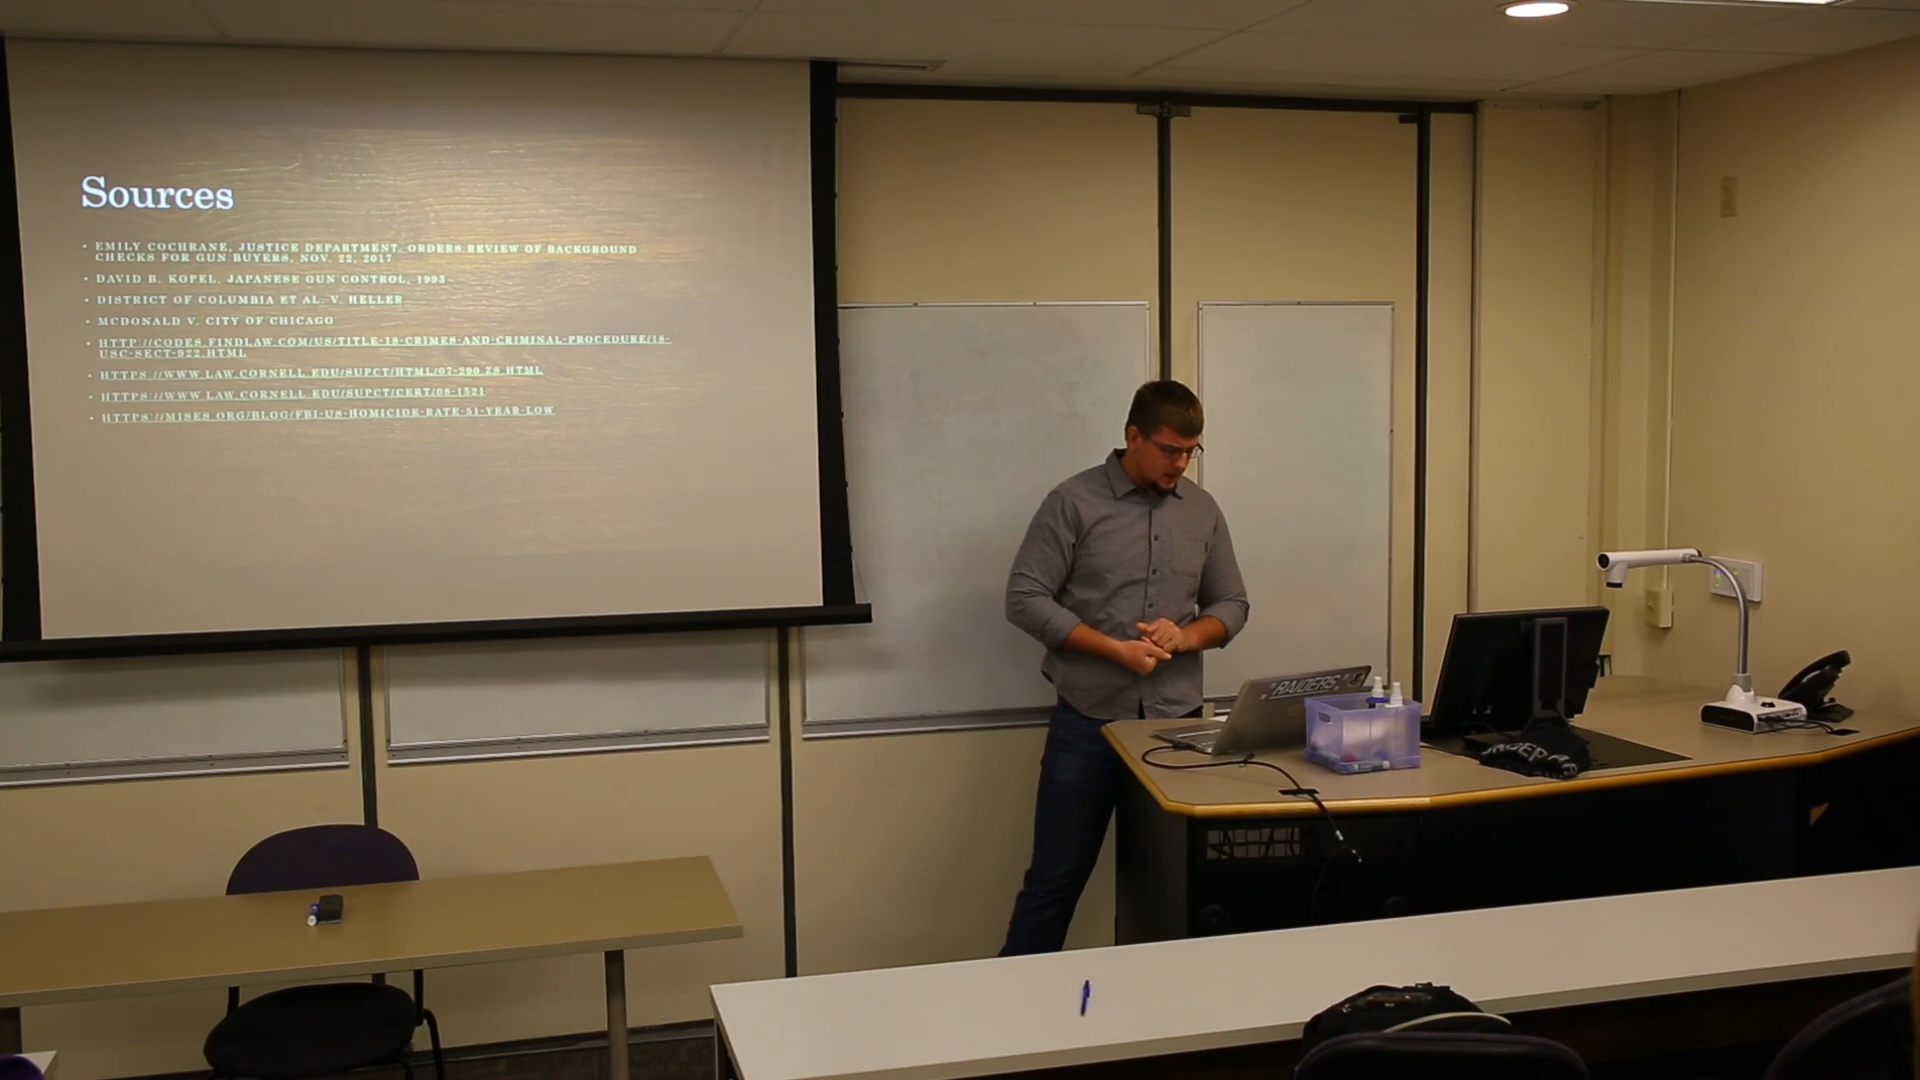 Sources
• EMILY COCHRANE, JUSTICE DEPARTMENT, ORDERS REVIEW OF BACKGROUND
CHECKS FOR GUN BUYERS, NOV. 22, 2017
• DAVID B. KOPEL, JAPANESE GUN CONTROL, 1993
• DISTRICT OF COLUMBIA ET AL. V. HELLER
• MCDONALD V. CITY OF CHICAGO
• HTTP://CODES.FINDLAW.COM/US/TITLE-18-CRIMES-AND-CRIMINAL-PROCEDURE/18-
USC-SECT-922.HTML
• HTTPS://WWW.LAW.CORNELL.EDU/SUPCT/HTML/07-290.ZS.HTML
• HTTPS://WWW.LAW.CORNELL.EDU/SUPCT/CERT/08-1521
• HTTPS://MISES.ORG/BLOG/FBI-US-HOMICIDE-RATE-51-YEAR-LOW
RAIDERS